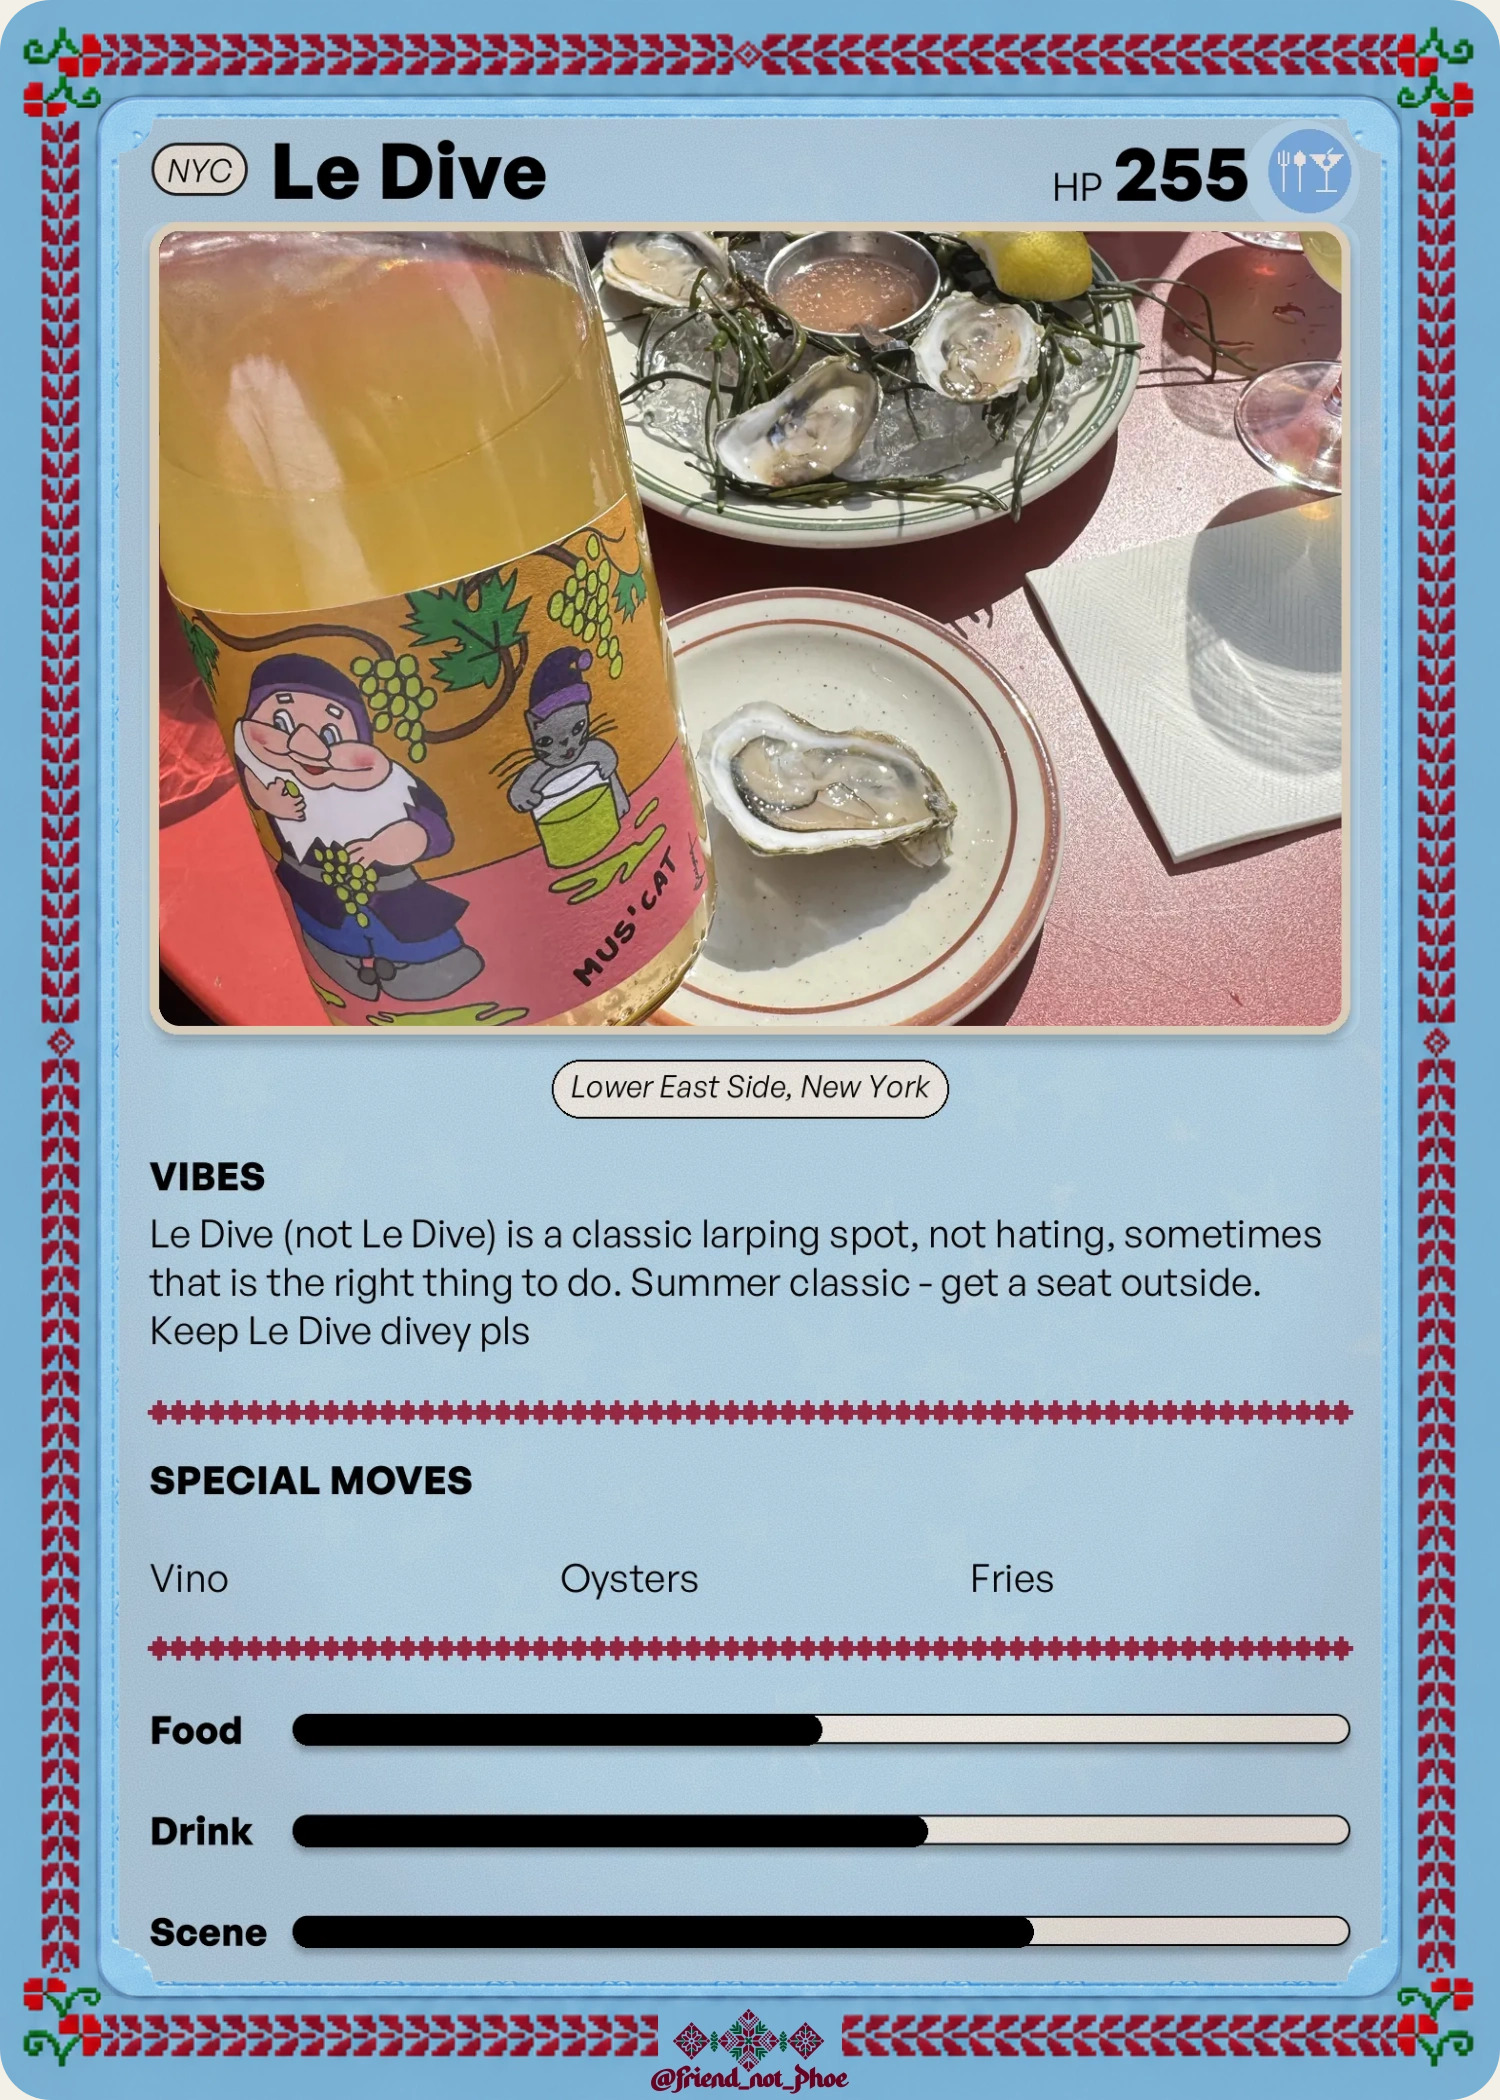 NYC Le Dive HP 255
MUS'CAT
Lower East Side, New York
VIBES
Le Dive (not Le Dive) is a classic larping spot, not hating, sometimes
that is the right thing to do. Summer classic - get a seat outside.
Keep Le Dive divey pls
SPECIAL MOVES
Vino Oysters Fries
Food
Drink
Scene
@friend_not_phoe